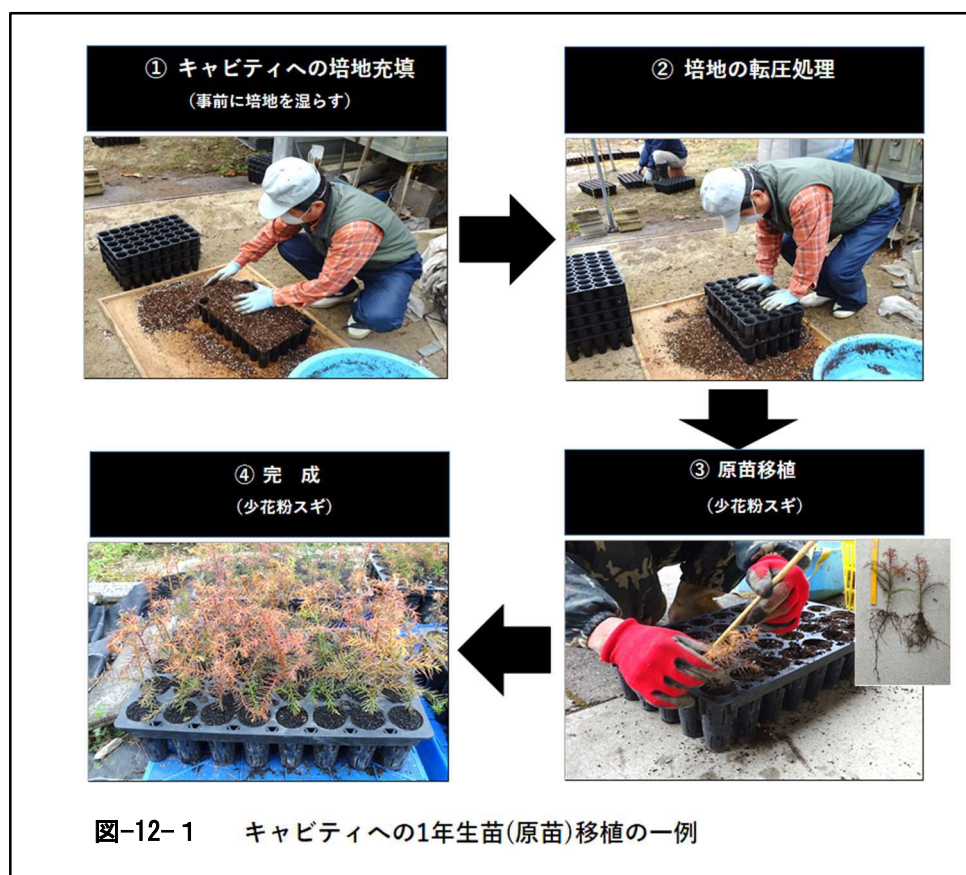 ① キャビティへの培地充填
(事前に培地を湿らす)
② 培地の転圧処理
③ 原苗移植
(少花粉スギ)
④ 完　成
(少花粉スギ)
図-12-1　キャビティへの1年生苗(原苗)移植の一例